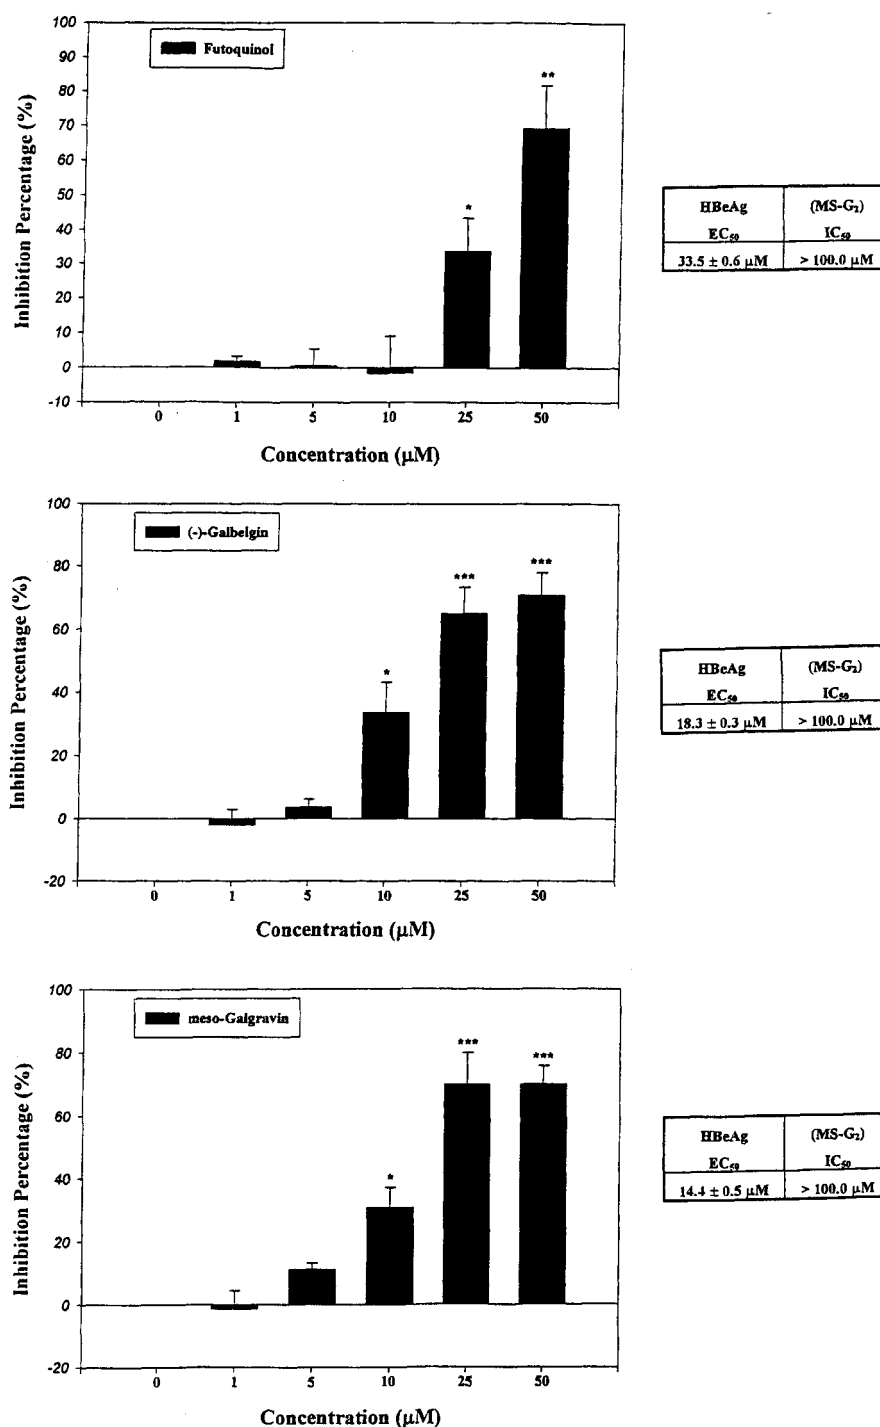 Futoquinol
Inhibition Percentage (%)
100
90
80
70
60
50
40
30
20
10
0
-10
*
**
0 1 5 10 25 50
Concentration (μM)
HBeAg (MS-G₂)
EC₅₀ IC₅₀
33.5 ± 0.6 μM > 100.0 μM
(-)-Galbelgin
Inhibition Percentage (%)
100
80
60
40
20
0
-20
*
***
***
0 1 5 10 25 50
Concentration (μM)
HBeAg (MS-G₂)
EC₅₀ IC₅₀
18.3 ± 0.3 μM > 100.0 μM
meso-Galgravin
Inhibition Percentage (%)
100
80
60
40
20
0
-20
*
***
***
0 1 5 10 25 50
Concentration (μM)
HBeAg (MS-G₂)
EC₅₀ IC₅₀
14.4 ± 0.5 μM > 100.0 μM